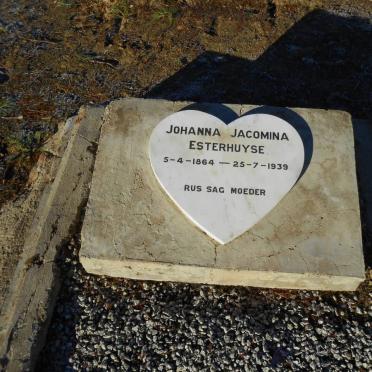 JOHANNA JACOMINA
ESTERHUYSE
5-4-1864 — 25-7-1939
RUS SAG MOEDER